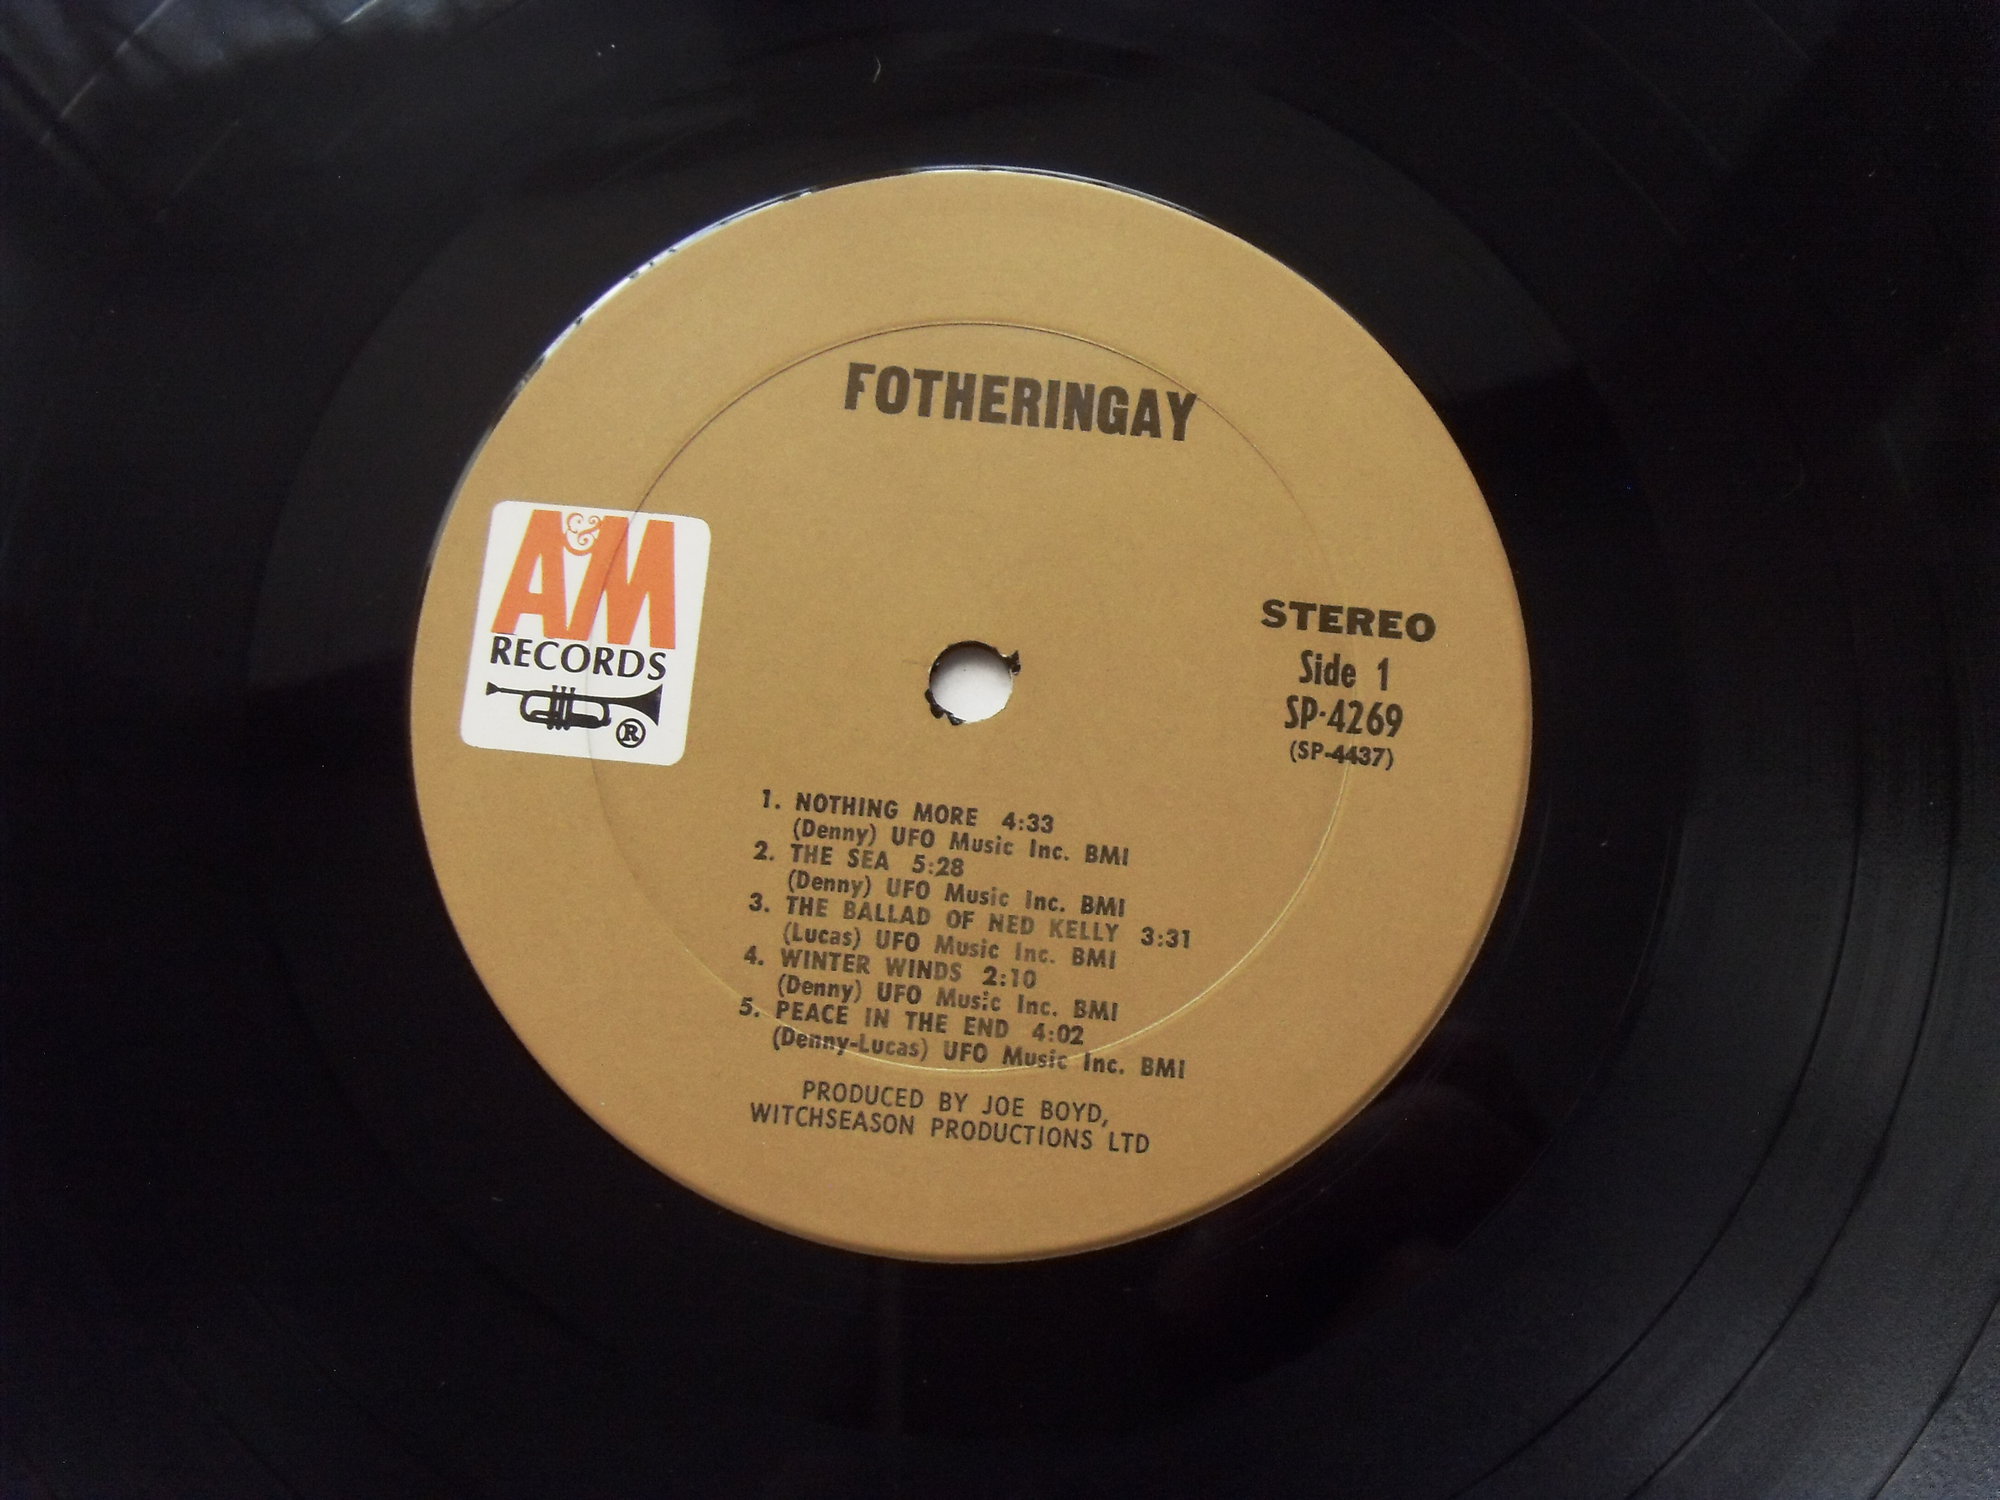 FOTHERINGAY
A&M
RECORDS
®
STEREO
Side 1
SP-4269
(SP-4437)
1. NOTHING MORE 4:33
(Denny) UFO Music Inc. BMI
2. THE SEA 5:28
(Denny) UFO Music Inc. BMI
3. THE BALLAD OF NED KELLY 3:31
(Lucas) UFO Music Inc. BMI
4. WINTER WINDS 2:10
(Denny) UFO Music Inc. BMI
5. PEACE IN THE END 4:02
(Denny-Lucas) UFO Music Inc. BMI
PRODUCED BY JOE BOYD,
WITCHSEASON PRODUCTIONS LTD